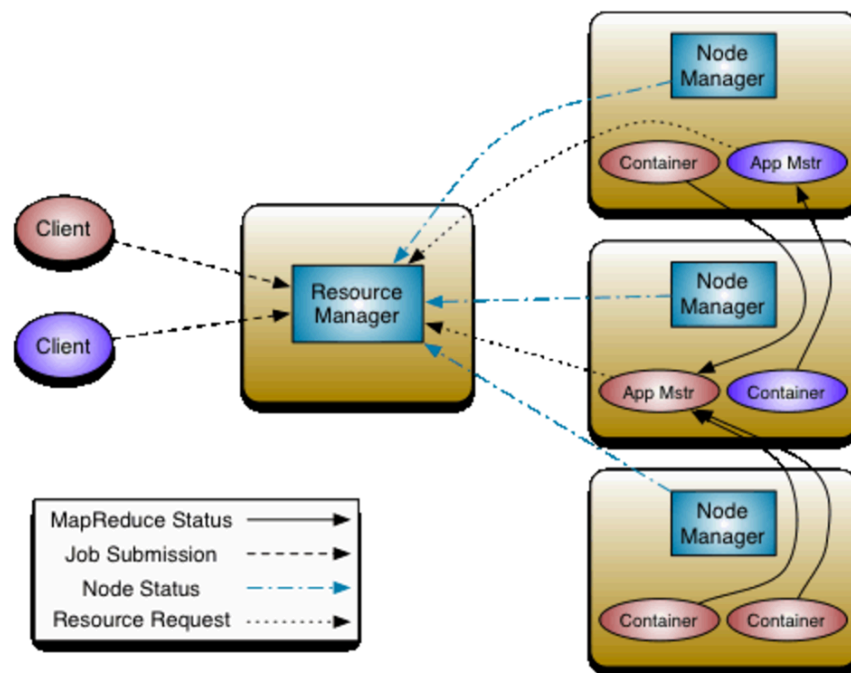 Node
Manager
Container
App Mstr
Client
Resource
Manager
Client
Node
Manager
App Mstr
Container
Node
Manager
Container
Container
MapReduce Status
Job Submission
Node Status
Resource Request